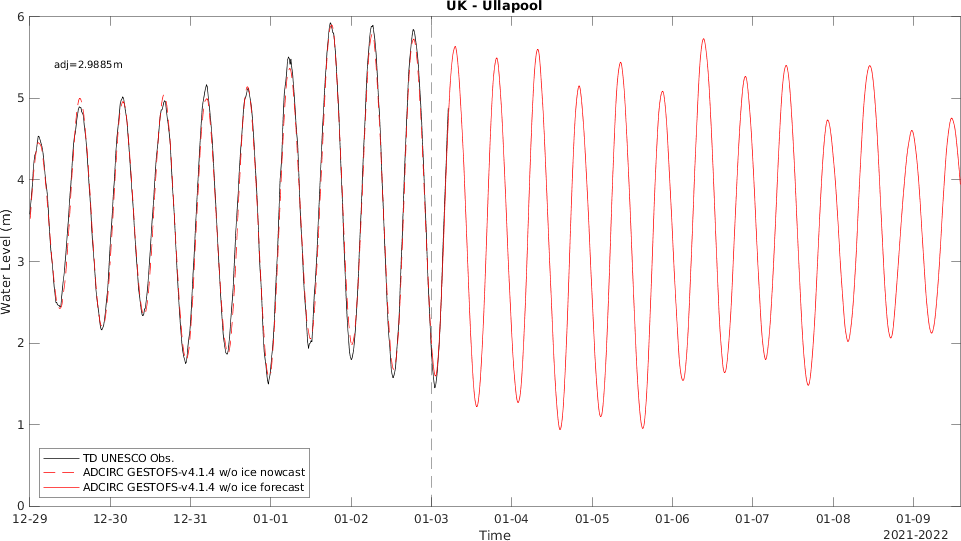 UK - Ullapool
adj=2.9885m
6
5
4
3
2
1
0
Water Level (m)
TD UNESCO Obs.
ADCIRC GESTOFS-v4.1.4 w/o ice nowcast
ADCIRC GESTOFS-v4.1.4 w/o ice forecast
12-29 12-30 12-31 01-01 01-02 01-03 01-04 01-05 01-06 01-07 01-08 01-09
Time
2021-2022